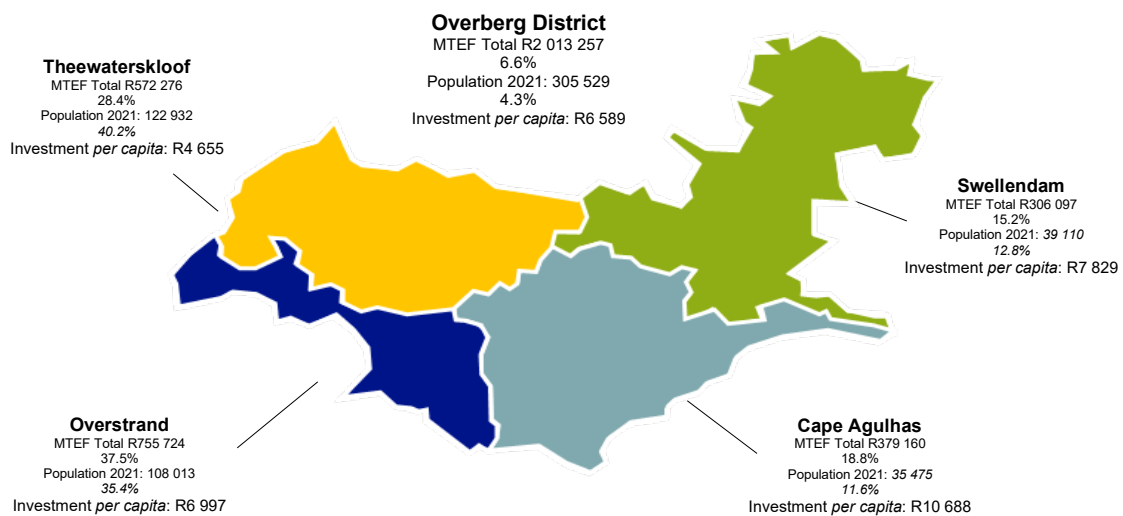 Overberg District
MTEF Total R2 013 257
6.6%
Population 2021: 305 529
4.3%
Investment per capita: R6 589
Theewaterskloof
MTEF Total R572 276
28.4%
Population 2021: 122 932
40.2%
Investment per capita: R4 655
Swellendam
MTEF Total R306 097
15.2%
Population 2021: 39 110
12.8%
Investment per capita: R7 829
Overstrand
MTEF Total R755 724
37.5%
Population 2021: 108 013
35.4%
Investment per capita: R6 997
Cape Agulhas
MTEF Total R379 160
18.8%
Population 2021: 35 475
11.6%
Investment per capita: R10 688